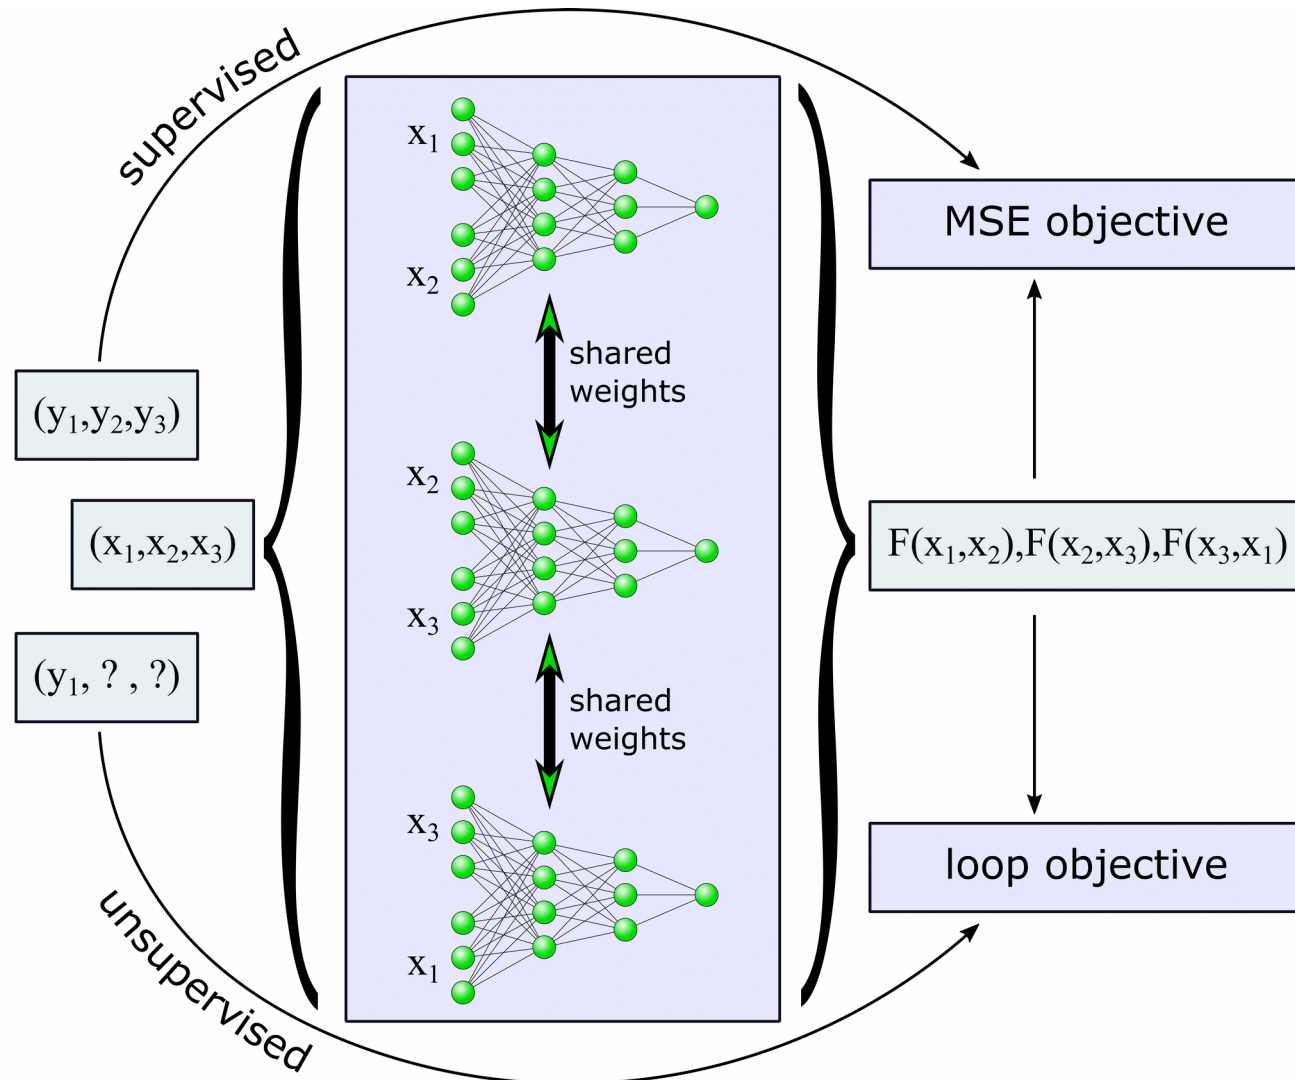 supervised
x₁
x₂
shared
weights
x₂
x₃
shared
weights
x₃
x₁
(y₁,y₂,y₃)
(x₁,x₂,x₃)
(y₁, ? , ?)
unsupervised
MSE objective
F(x₁,x₂),F(x₂,x₃),F(x₃,x₁)
loop objective